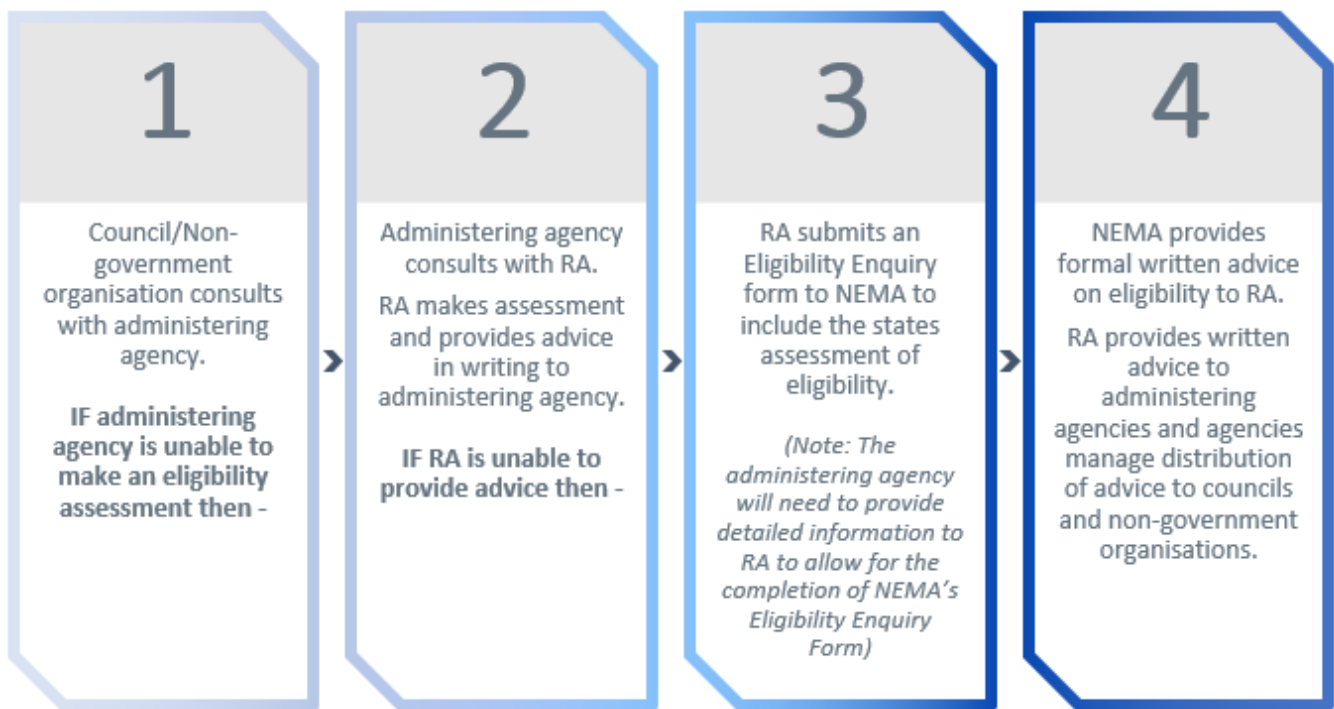 1
Council/Non-
government
organisation consults
with administering
agency.
IF administering
agency is unable to
make an eligibility
assessment then -
2
Administering agency
consults with RA.
RA makes assessment
and provides advice
in writing to
administering agency.
IF RA is unable to
provide advice then -
3
RA submits an
Eligibility Enquiry
form to NEMA to
include the states
assessment of
eligibility.
(Note: The
administering agency
will need to provide
detailed information to
RA to allow for the
completion of NEMA's
Eligibility Enquiry
Form)
4
NEMA provides
formal written advice
on eligibility to RA.
RA provides written
advice to
administering
agencies and agencies
manage distribution
of advice to councils
and non-government
organisations.